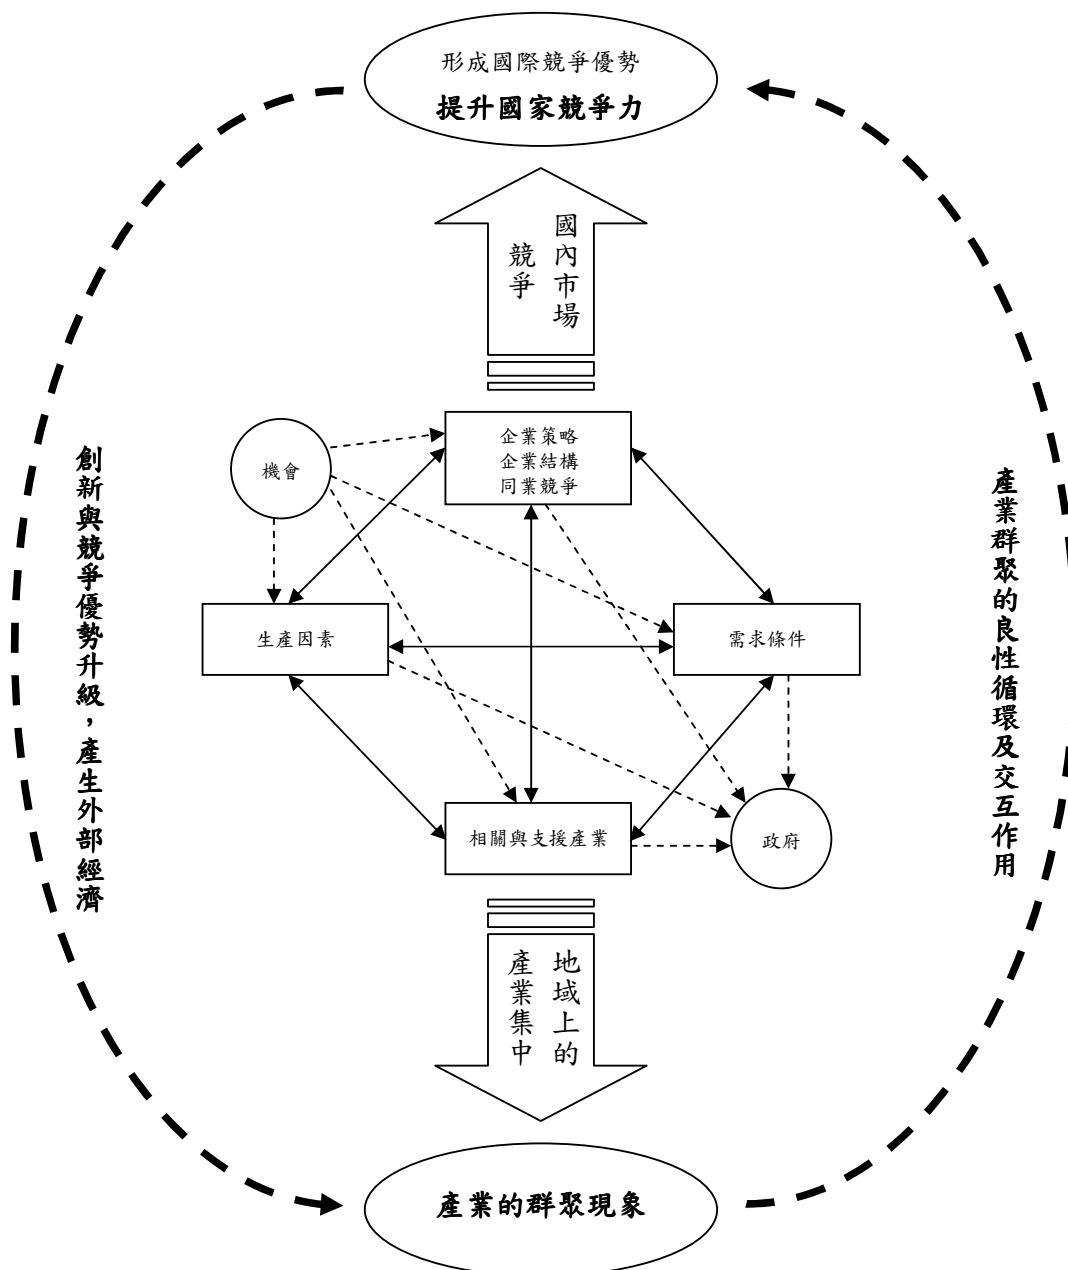 形成國際競爭優勢
提升國家競爭力
國內市場
競爭
機會
企業策略
企業結構
同業競爭
創新與競爭優勢升級，產生外部經濟
產業群聚的良性循環及交互作用
生產因素
需求條件
相關與支援產業
政府
地域上的
產業集中
產業的群聚現象